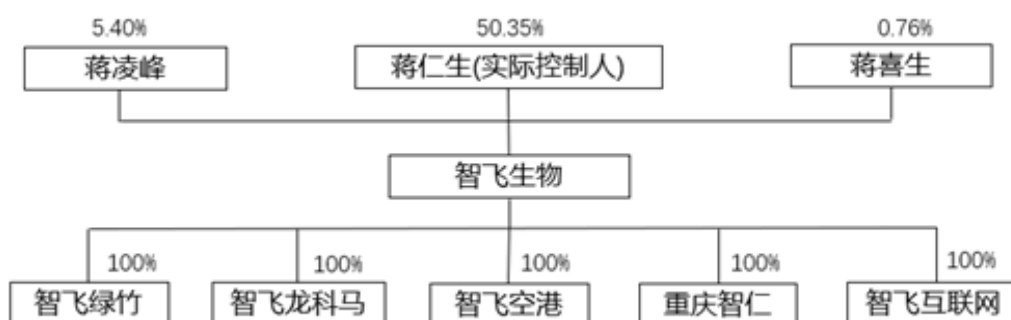 5.40% 50.35% 0.76%
蒋凌峰 蒋仁生(实际控制人) 蒋喜生
智飞生物
100% 100% 100% 100% 100%
智飞绿竹 智飞龙科马 智飞空港 重庆智仁 智飞互联网